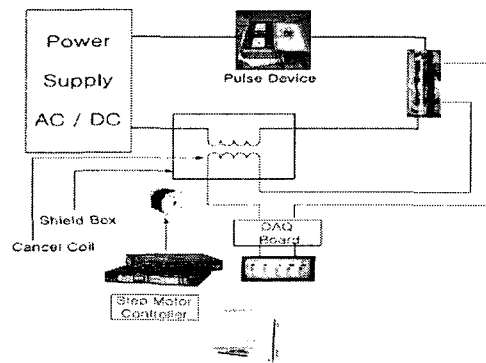 Power
Supply
AC / DC
Pulse Device
Shield Box
Cancel Coil
DAQ
Board
Step Motor
Controller